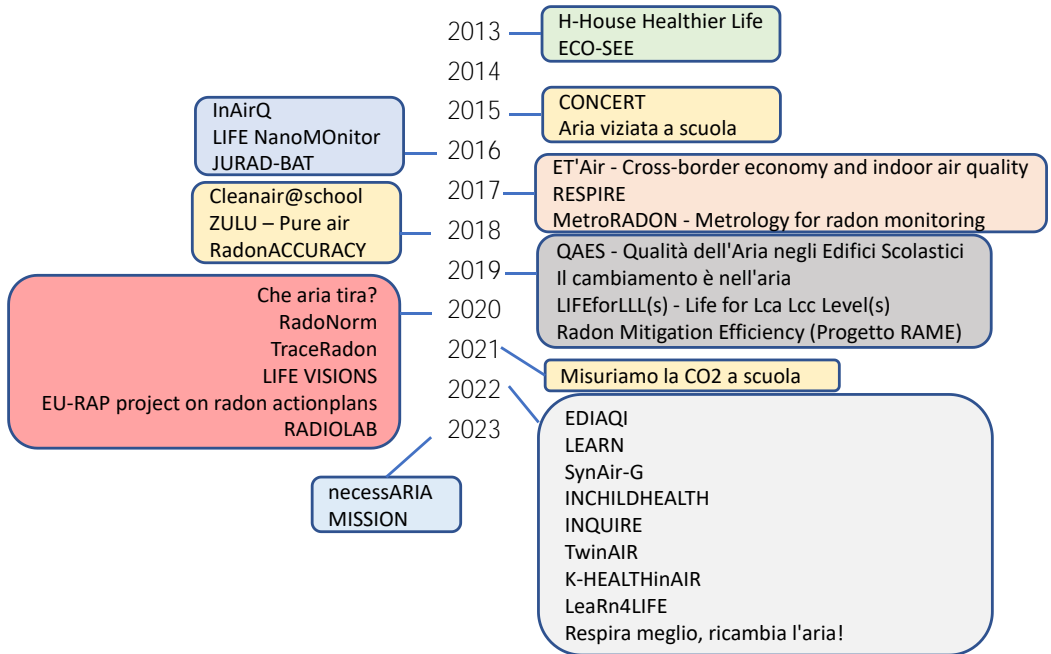 2013
H-House Healthier Life
ECO-SEE
2014
2015
CONCERT
Aria viziata a scuola
InAirQ
LIFE NanoMOnitor
JURAD-BAT
2016
2017
ET'Air - Cross-border economy and indoor air quality
RESPIRE
MetroRADON - Metrology for radon monitoring
Cleanair@school
ZULU – Pure air
RadonACCURACY
2018
2019
QAES - Qualità dell'Aria negli Edifici Scolastici
Il cambiamento è nell'aria
LIFEforLLL(s) - Life for Lca Lcc Level(s)
Radon Mitigation Efficiency (Progetto RAME)
Che aria tira?
RadoNorm
TraceRadon
LIFE VISIONS
EU-RAP project on radon actionplans
RADIOLAB
2020
2021
Misuriamo la CO2 a scuola
2022
EDIAQI
LEARN
SynAir-G
INCHILDHEALTH
INQUIRE
TwinAIR
K-HEALTHinAIR
LeaRn4LIFE
Respira meglio, ricambia l'aria!
2023
necessARIA
MISSION